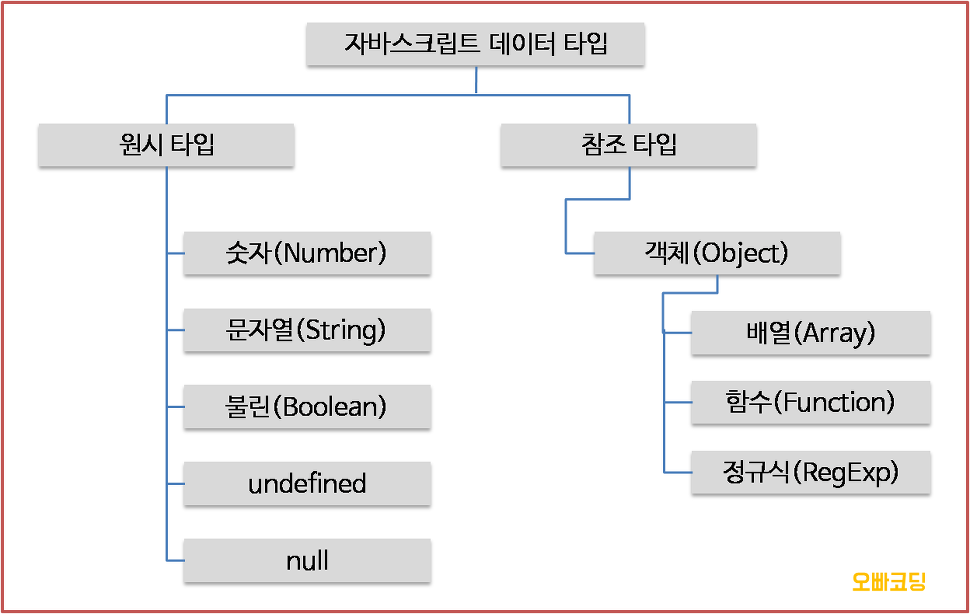 자바스크립트 데이터 타입
원시 타입
숫자(Number)
문자열(String)
불린(Boolean)
undefined
null
참조 타입
객체(Object)
배열(Array)
함수(Function)
정규식(RegExp)
오빠코딩